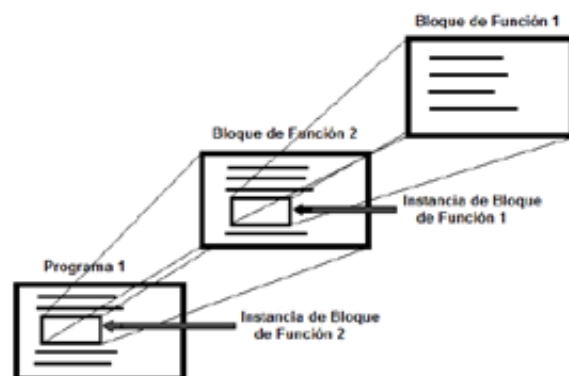 Bloque de Función 1
Bloque de Función 2
Instancia de Bloque
de Función 1
Programa 1
Instancia de Bloque
de Función 2